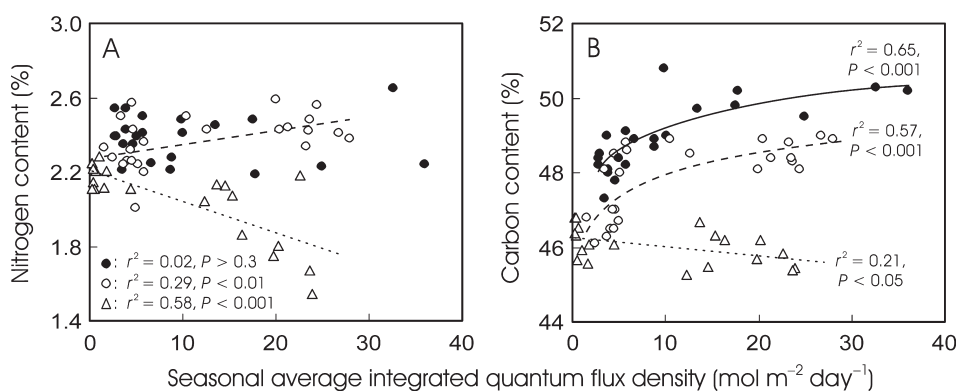 3.0
2.6
2.2
1.8
1.4
Nitrogen content (%)
A
●: r² = 0.02, P > 0.3
○: r² = 0.29, P < 0.01
△: r² = 0.58, P < 0.001
0 10 20 30 40
52
50
48
46
44
Carbon content (%)
B
r² = 0.65,
P < 0.001
r² = 0.57,
P < 0.001
r² = 0.21,
P < 0.05
0 10 20 30 40
Seasonal average integrated quantum flux density (mol m⁻² day⁻¹)